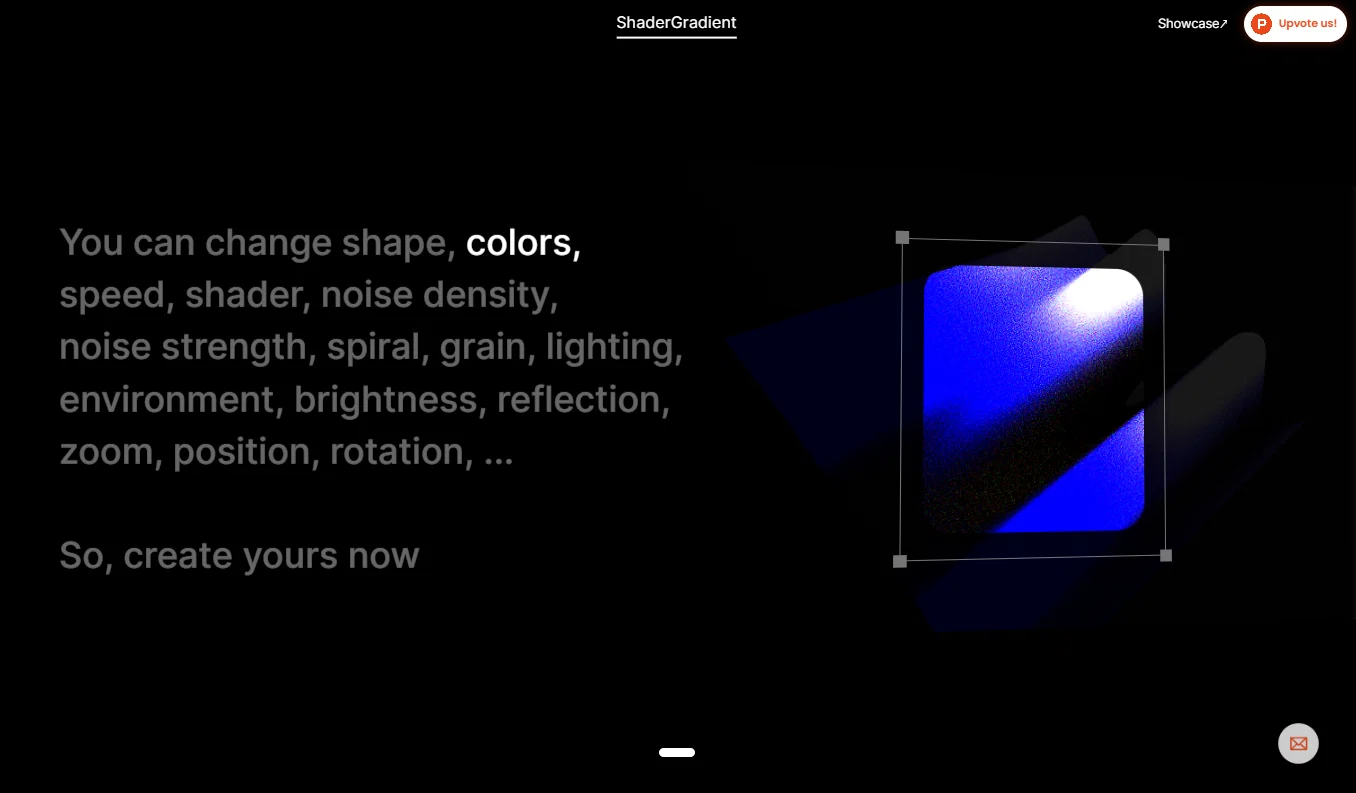 ShaderGradient
Showcase↗
P Upvote us!
You can change shape, colors,
speed, shader, noise density,
noise strength, spiral, grain, lighting,
environment, brightness, reflection,
zoom, position, rotation, ...
So, create yours now